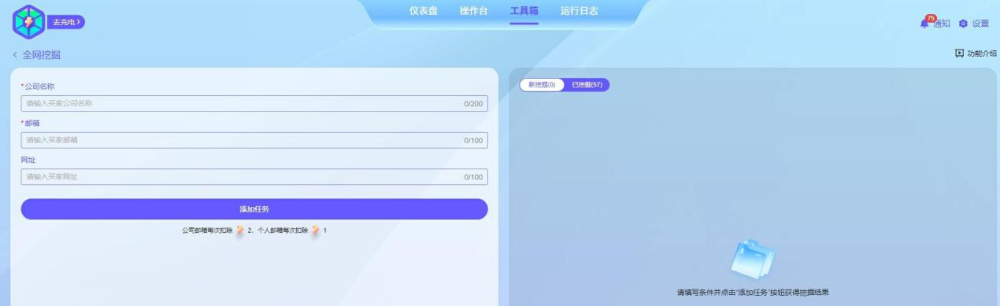 去充电 >
仪表盘 操作台 工具箱 运行日志
75
通知 设置
< 全网挖掘
功能介绍
*公司名称
请输入买家公司名称 0/200
*邮箱
请输入买家邮箱 0/100
网址
请输入买家网址 0/100
添加任务
公司邮箱每次扣除 2，个人邮箱每次扣除 1
新挖掘(0) 已挖掘(57)
请填写条件并点击“添加任务”按钮获得挖掘结果